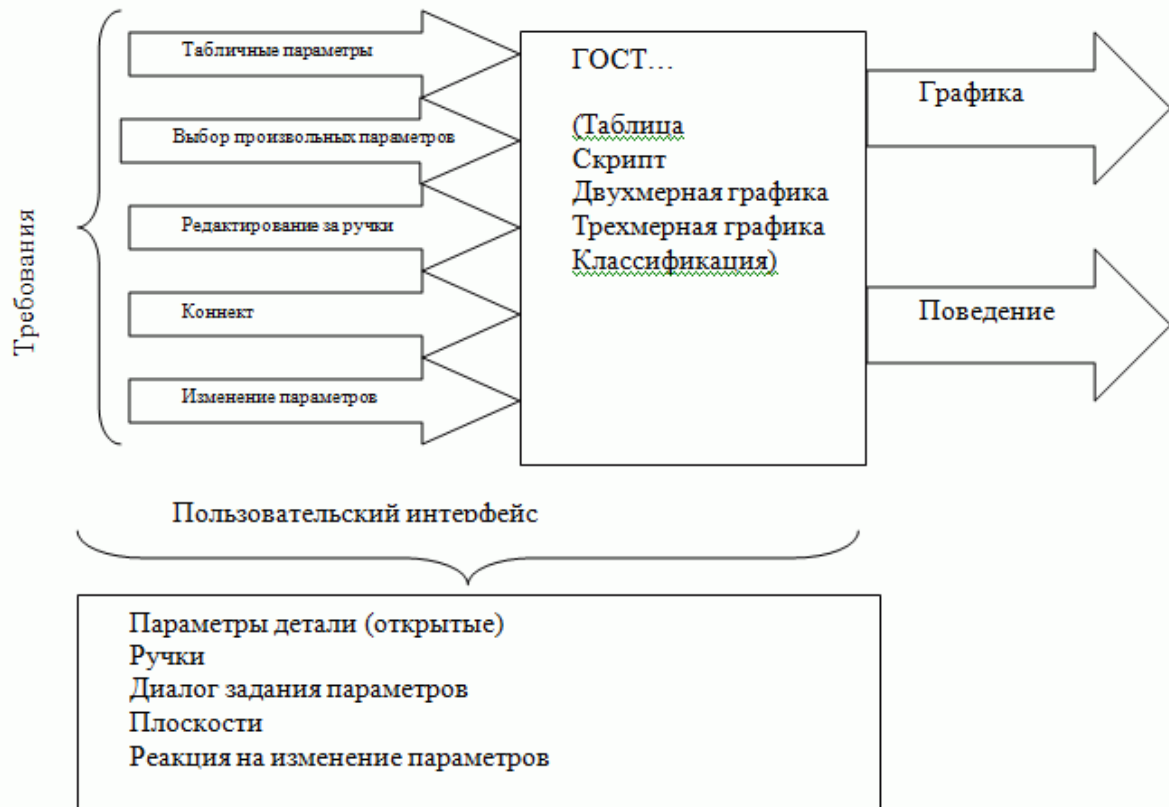 Требования
Табличные параметры
Выбор произвольных параметров
Редактирование за ручки
Коннект
Изменение параметров
ГОСТ…
(Таблица
Скрипт
Двухмерная графика
Трехмерная графика
Классификация)
Графика
Поведение
Пользовательский интерфейс
Параметры детали (открытые)
Ручки
Диалог задания параметров
Плоскости
Реакция на изменение параметров